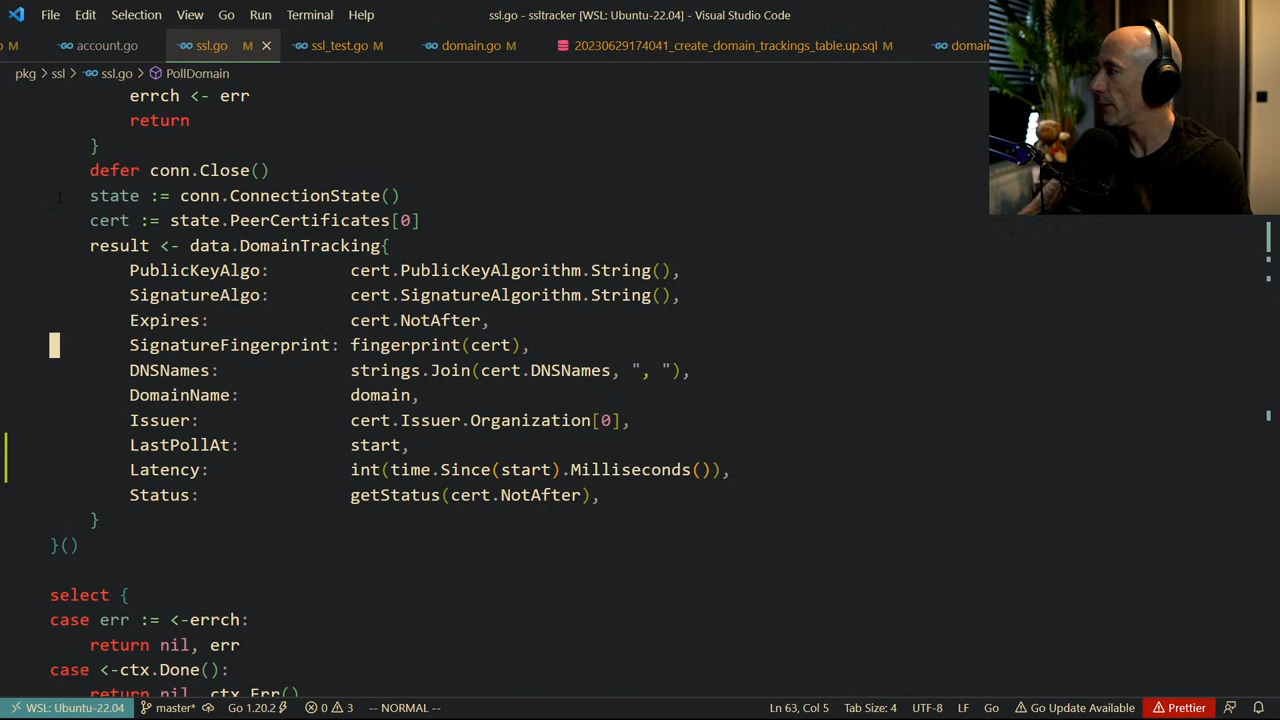 File Edit Selection View Go Run Terminal Help
ssl.go - ssltracker [WSL: Ubuntu-22.04] - Visual Studio Code
o M account.go ssl.go M ssl_test.go M domain.go M 20230629174041_create_domain_trackings_table.up.sql M domain
pkg > ssl > ssl.go > PollDomain
errch <- err
return
}
defer conn.Close()
state := conn.ConnectionState()
cert := state.PeerCertificates[0]
result <- data.DomainTracking{
PublicKeyAlgo: cert.PublicKeyAlgorithm.String(),
SignatureAlgo: cert.SignatureAlgorithm.String(),
Expires: cert.NotAfter,
SignatureFingerprint: fingerprint(cert),
DNSNames: strings.Join(cert.DNSNames, ", "),
DomainName: domain,
Issuer: cert.Issuer.Organization[0],
LastPollAt: start,
Latency: int(time.Since(start).Milliseconds()),
Status: getStatus(cert.NotAfter),
}
}()
select {
case err := <-errch:
return nil, err
case <-ctx.Done():
return nil, ctx.Err()
WSL: Ubuntu-22.04 master* Go 1.20.2 0 3 -- NORMAL -- Ln 63, Col 5 Tab Size: 4 UTF-8 LF Go Go Update Available Prettier